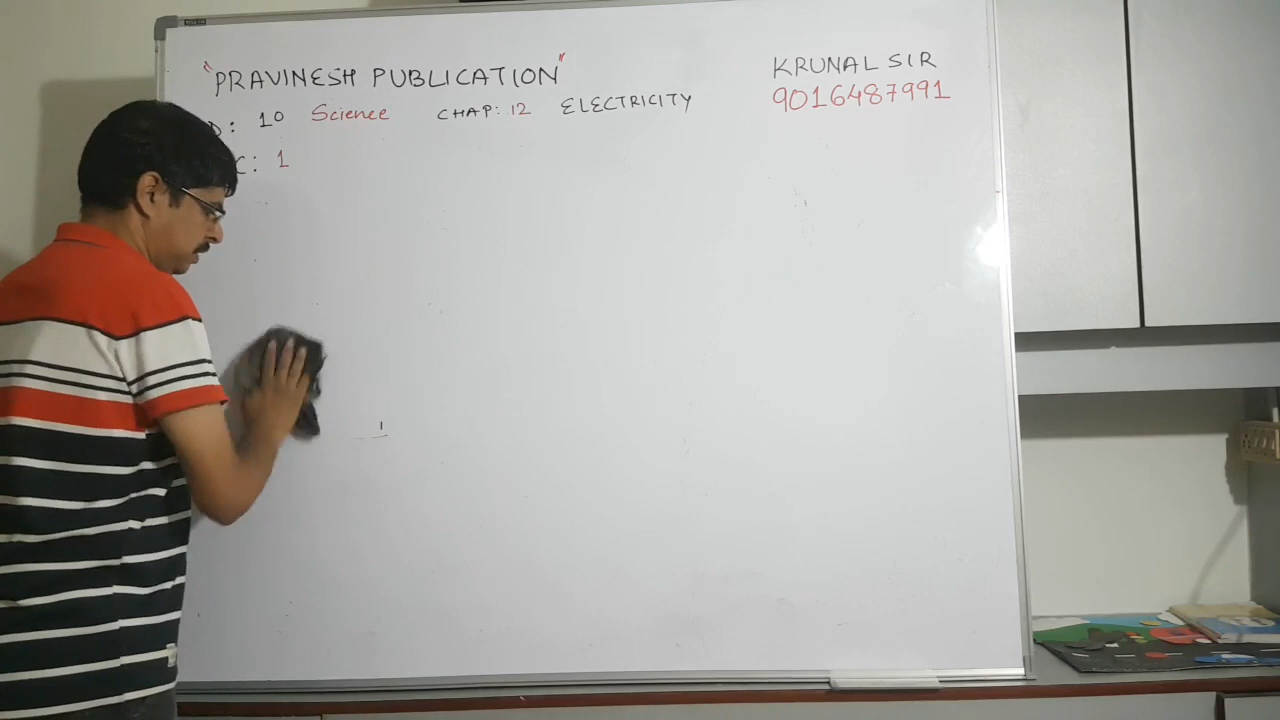 "PRAVINESH PUBLICATION"
KRUNAL SIR
9016487991
D: 10 Science CHAP: 12 ELECTRICITY
C: 1